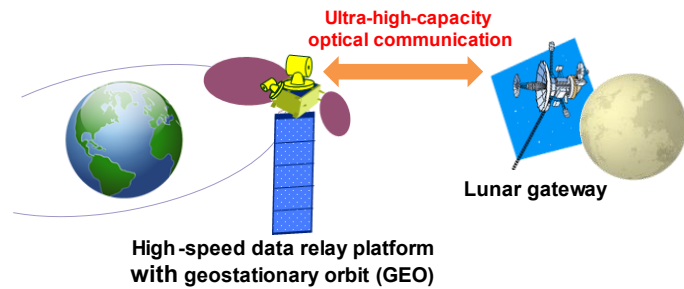 Ultra-high-capacity
optical communication
Lunar gateway
High-speed data relay platform
with geostationary orbit (GEO)